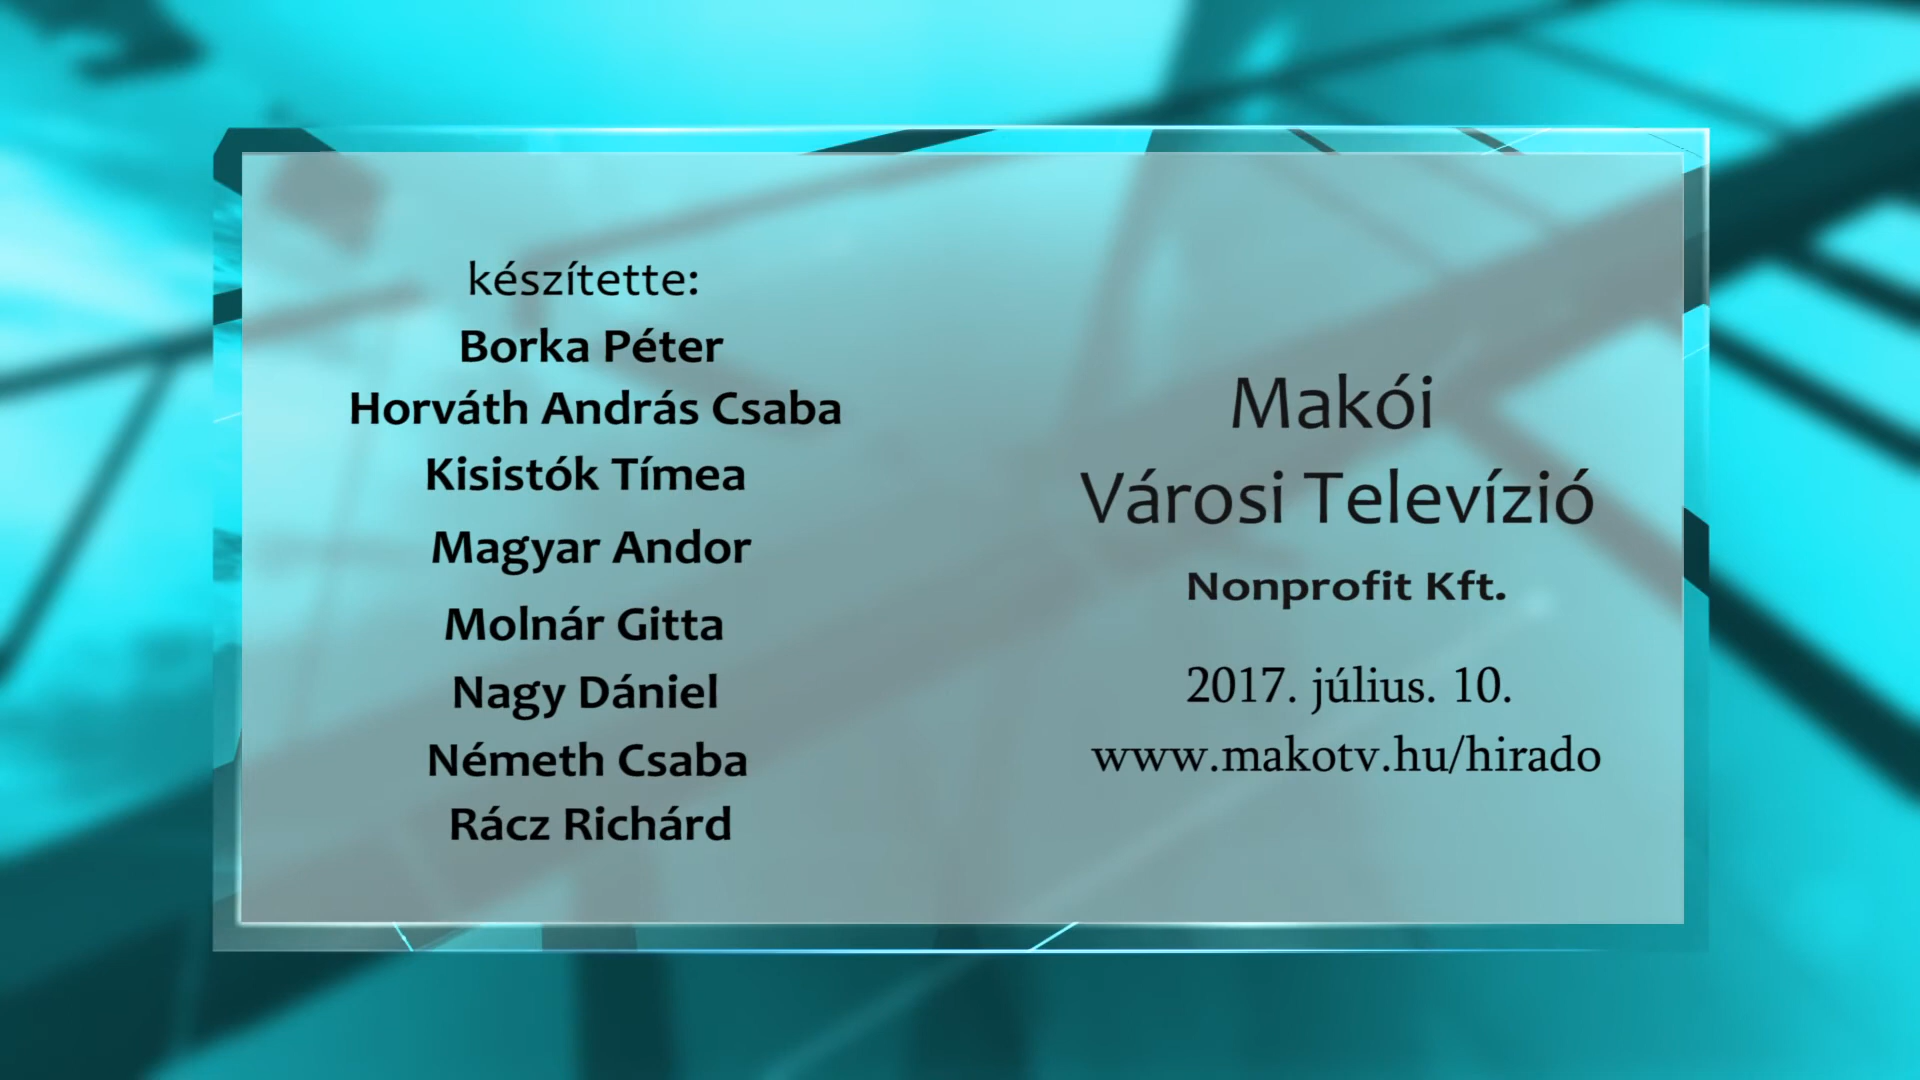 készítette:
Borka Péter
Horváth András Csaba
Kisistók Tímea
Magyar Andor
Molnár Gitta
Nagy Dániel
Németh Csaba
Rácz Richárd
Makói
Városi Televízió
Nonprofit Kft.
2017. július. 10.
www.makotv.hu/hirado